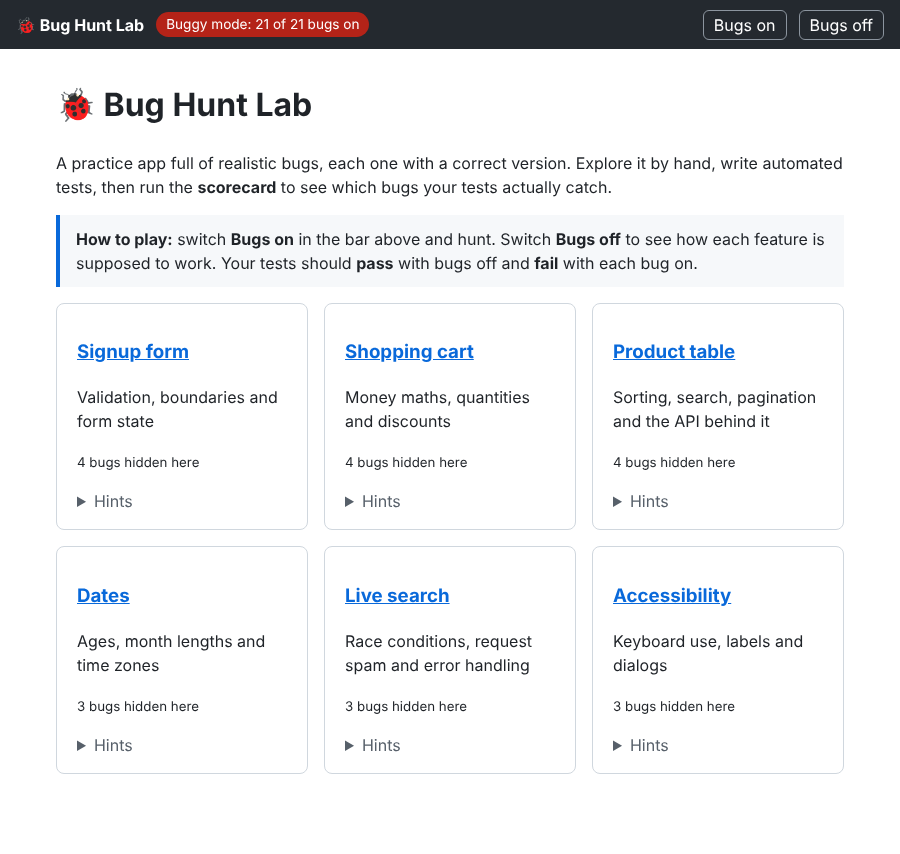 🐞 Bug Hunt Lab
Buggy mode: 21 of 21 bugs on
Bugs on
Bugs off
🐞 Bug Hunt Lab
A practice app full of realistic bugs, each one with a correct version. Explore it by hand, write automated
tests, then run the scorecard to see which bugs your tests actually catch.
How to play: switch Bugs on in the bar above and hunt. Switch Bugs off to see how each feature is
supposed to work. Your tests should pass with bugs off and fail with each bug on.
Signup form
Validation, boundaries and
form state
4 bugs hidden here
Hints
Shopping cart
Money maths, quantities
and discounts
4 bugs hidden here
Hints
Product table
Sorting, search, pagination
and the API behind it
4 bugs hidden here
Hints
Dates
Ages, month lengths and
time zones
3 bugs hidden here
Hints
Live search
Race conditions, request
spam and error handling
3 bugs hidden here
Hints
Accessibility
Keyboard use, labels and
dialogs
3 bugs hidden here
Hints